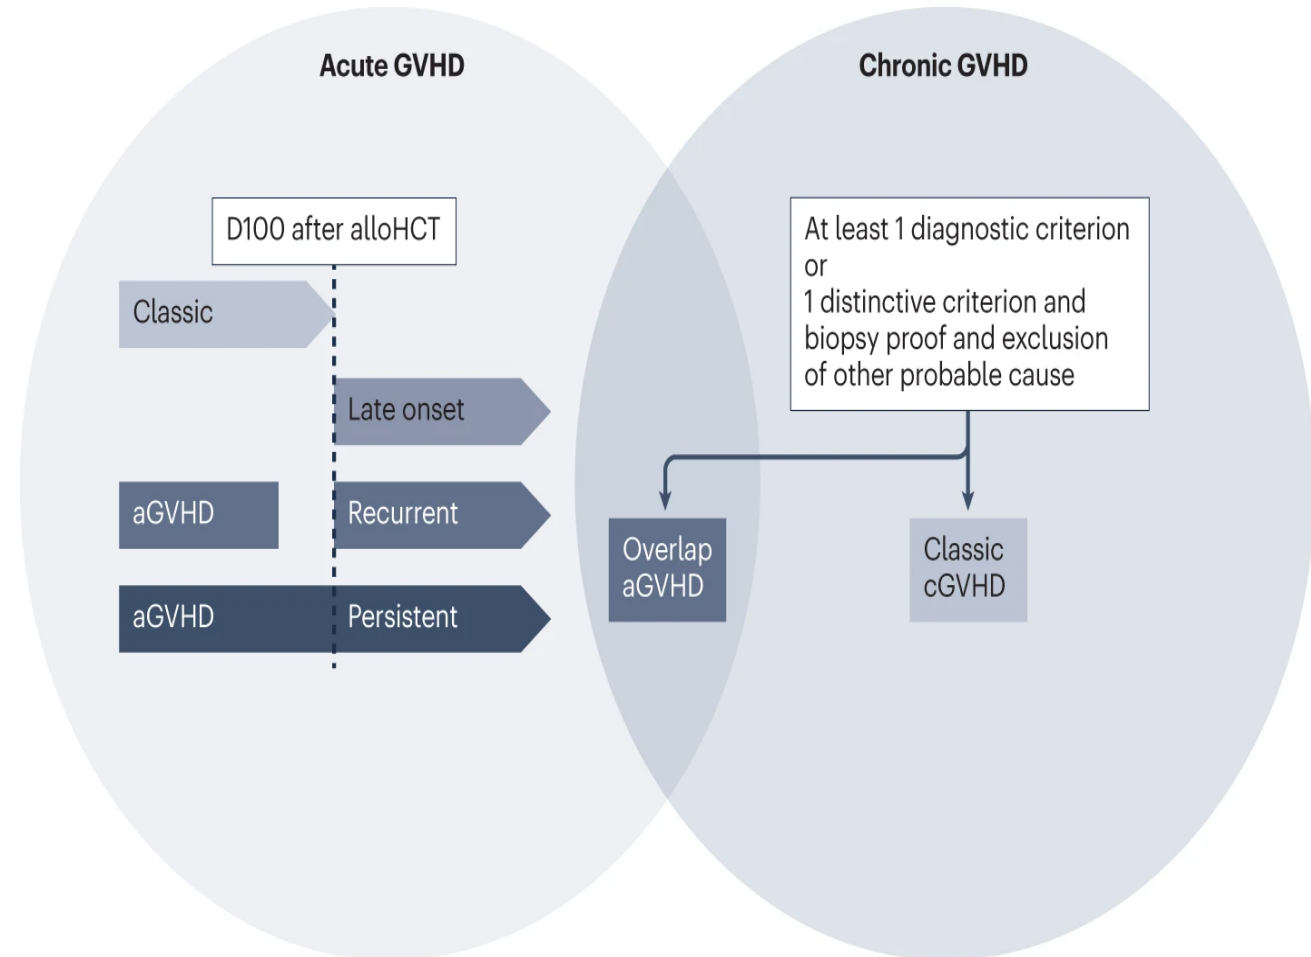 Acute GVHD
D100 after alloHCT
Classic
Late onset
aGVHD
Recurrent
aGVHD
Persistent
Chronic GVHD
At least 1 diagnostic criterion
or
1 distinctive criterion and
biopsy proof and exclusion
of other probable cause
Overlap
aGVHD
Classic
cGVHD